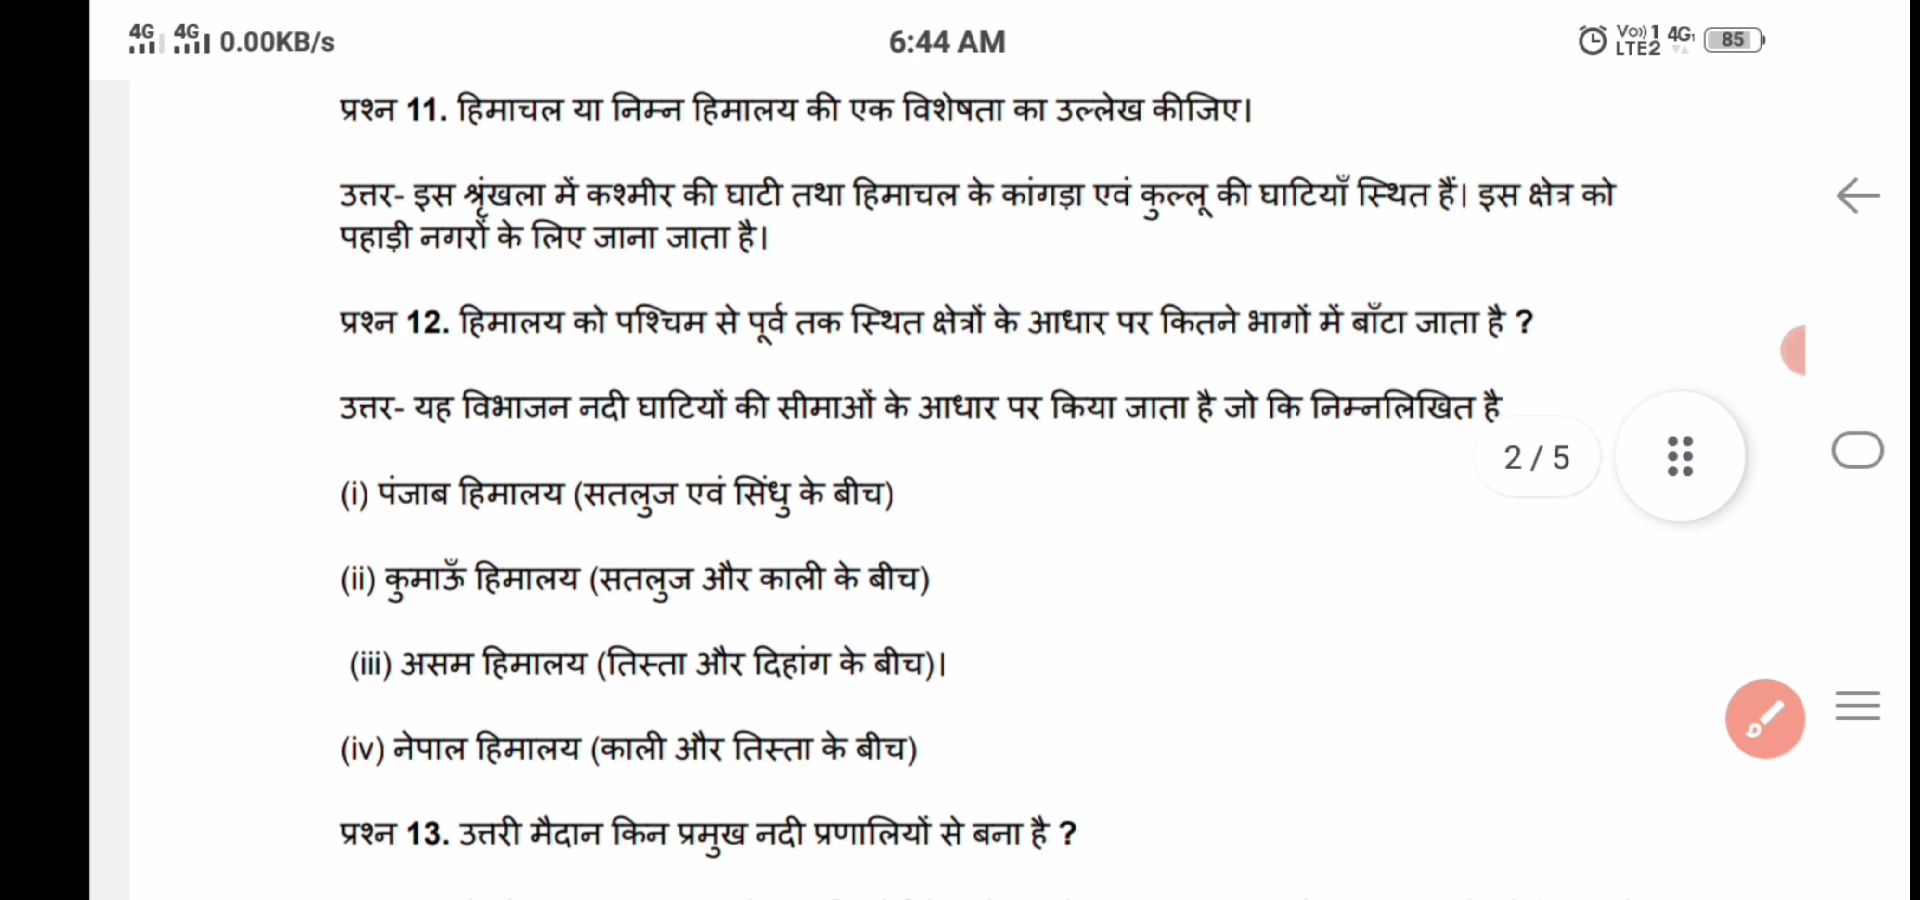 4G 4G 0.00KB/s 6:44 AM Vo)) 1 4G LTE2 85
प्रश्न 11. हिमाचल या निम्न हिमालय की एक विशेषता का उल्लेख कीजिए।
उत्तर- इस श्रृंखला में कश्मीर की घाटी तथा हिमाचल के कांगड़ा एवं कुल्लू की घाटियाँ स्थित हैं। इस क्षेत्र को
पहाड़ी नगरों के लिए जाना जाता है।
प्रश्न 12. हिमालय को पश्चिम से पूर्व तक स्थित क्षेत्रों के आधार पर कितने भागों में बाँटा जाता है ?
उत्तर- यह विभाजन नदी घाटियों की सीमाओं के आधार पर किया जाता है जो कि निम्नलिखित है
2 / 5
(i) पंजाब हिमालय (सतलुज एवं सिंधु के बीच)
(ii) कुमाऊँ हिमालय (सतलुज और काली के बीच)
(iii) असम हिमालय (तिस्ता और दिहांग के बीच)।
(iv) नेपाल हिमालय (काली और तिस्ता के बीच)
प्रश्न 13. उत्तरी मैदान किन प्रमुख नदी प्रणालियों से बना है ?